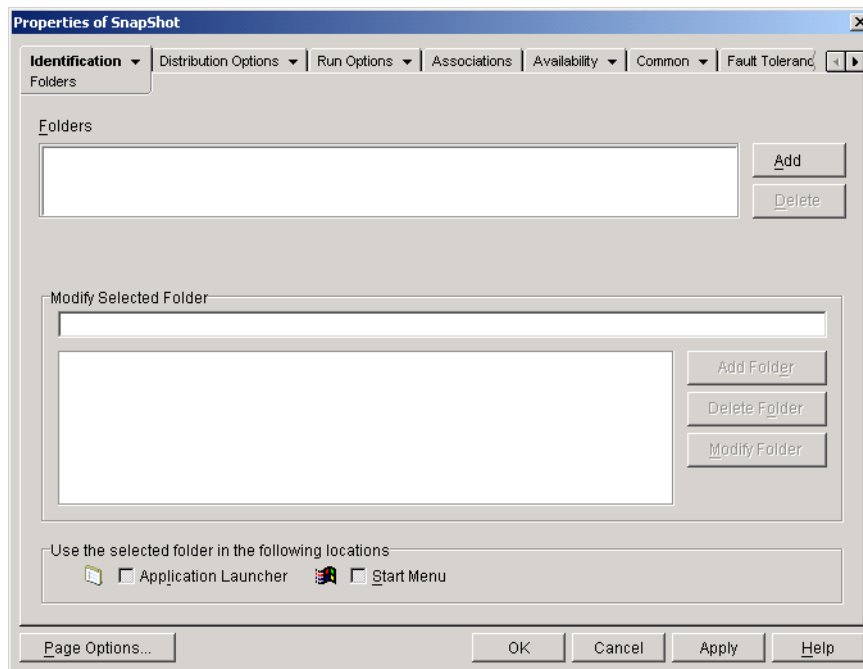 Properties of SnapShot
Identification Distribution Options Run Options Associations Availability Common Fault Toleranc
Folders
Folders
Add
Delete
Modify Selected Folder
Add Folder
Delete Folder
Modify Folder
Use the selected folder in the following locations
Application Launcher Start Menu
Page Options... OK Cancel Apply Help